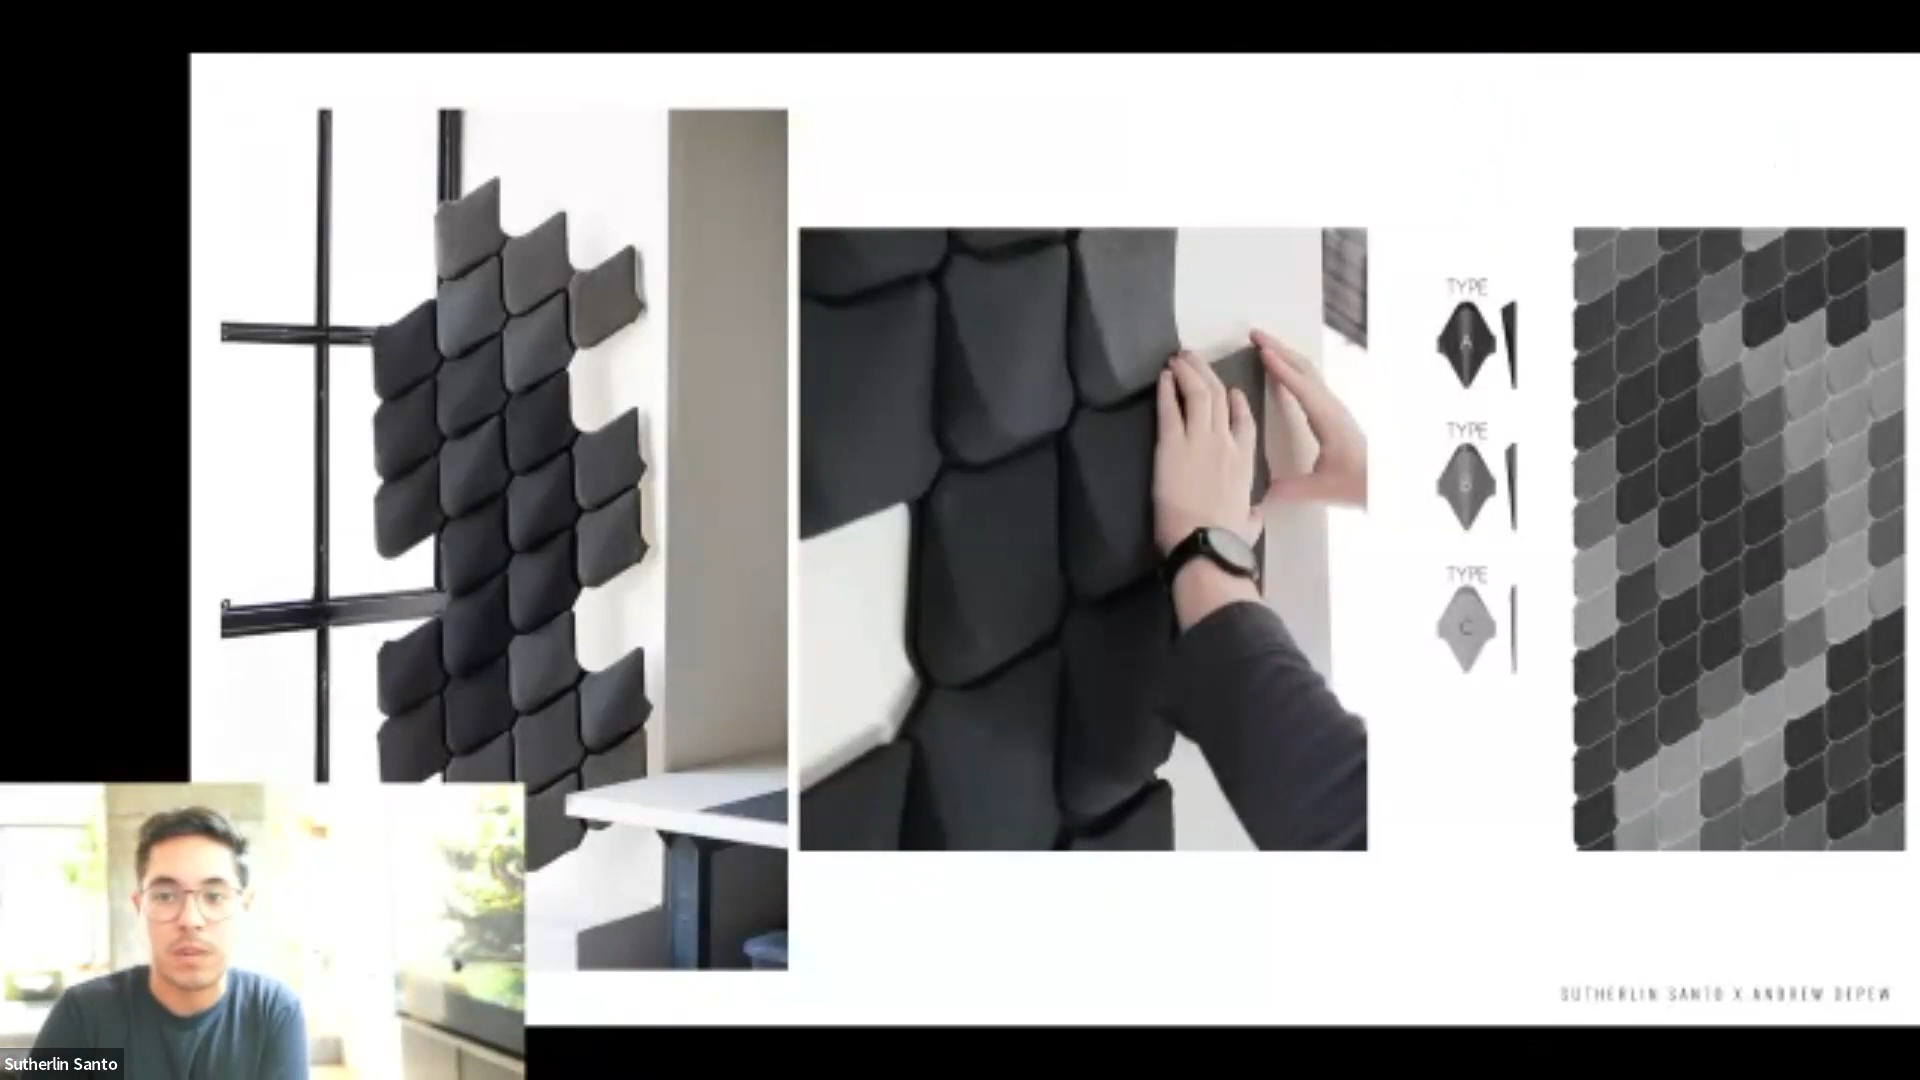 TYPE
A
TYPE
B
TYPE
C
SUTHERLIN SANTO X ANDREW DEPEW
Sutherlin Santo